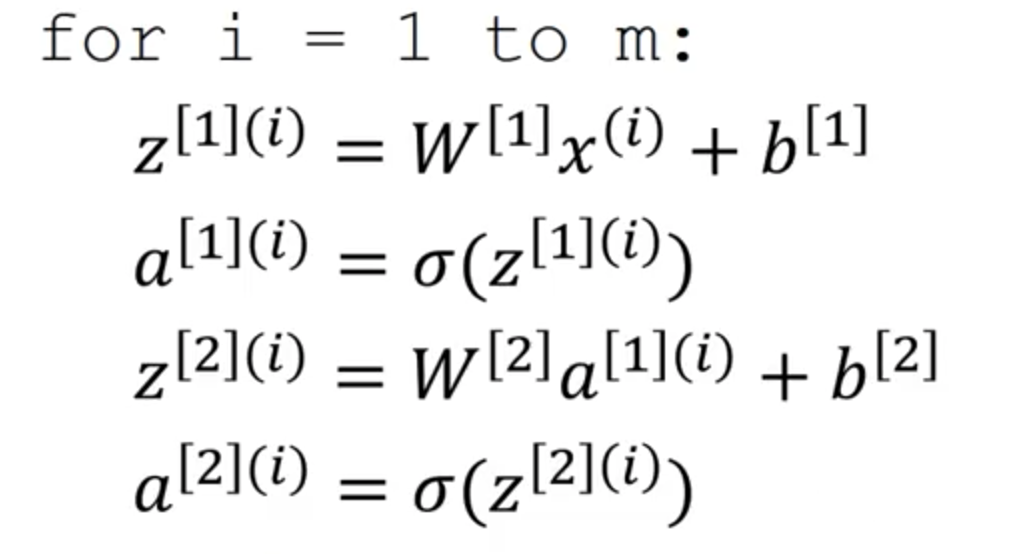 for i = 1 to m:
z^{[1](i)} = W^{[1]}x^{(i)} + b^{[1]}
a^{[1](i)} = σ(z^{[1](i)})
z^{[2](i)} = W^{[2]}a^{[1](i)} + b^{[2]}
a^{[2](i)} = σ(z^{[2](i)})